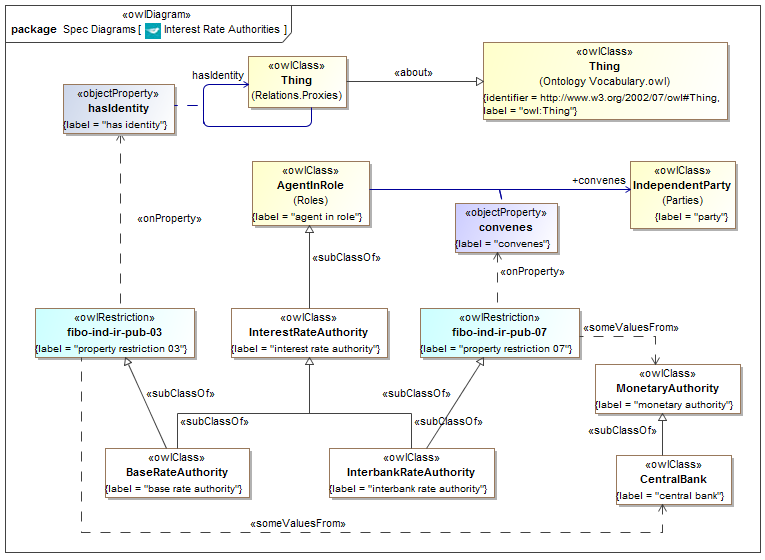 «owlDiagram»
package Spec Diagrams [ Interest Rate Authorities ]
«owlClass»
Thing
(Relations.Proxies)
hasIdentity
«about»
«owlClass»
Thing
(Ontology Vocabulary.owl)
{identifier = http://www.w3.org/2002/07/owl#Thing,
label = "owl:Thing"}
«objectProperty»
hasIdentity
{label = "has identity"}
«owlClass»
AgentInRole
(Roles)
{label = "agent in role"}
+convenes
«owlClass»
IndependentParty
(Parties)
{label = "party"}
«objectProperty»
convenes
{label = "convenes"}
«onProperty»
«subClassOf»
«onProperty»
«owlRestriction»
fibo-ind-ir-pub-03
{label = "property restriction 03"}
«owlClass»
InterestRateAuthority
{label = "interest rate authority"}
«owlRestriction»
fibo-ind-ir-pub-07
{label = "property restriction 07"}
«someValuesFrom»
«owlClass»
MonetaryAuthority
{label = "monetary authority"}
«subClassOf»
«subClassOf»
«subClassOf»
«subClassOf»
«subClassOf»
«owlClass»
BaseRateAuthority
{label = "base rate authority"}
«owlClass»
InterbankRateAuthority
{label = "interbank rate authority"}
«owlClass»
CentralBank
{label = "central bank"}
«someValuesFrom»